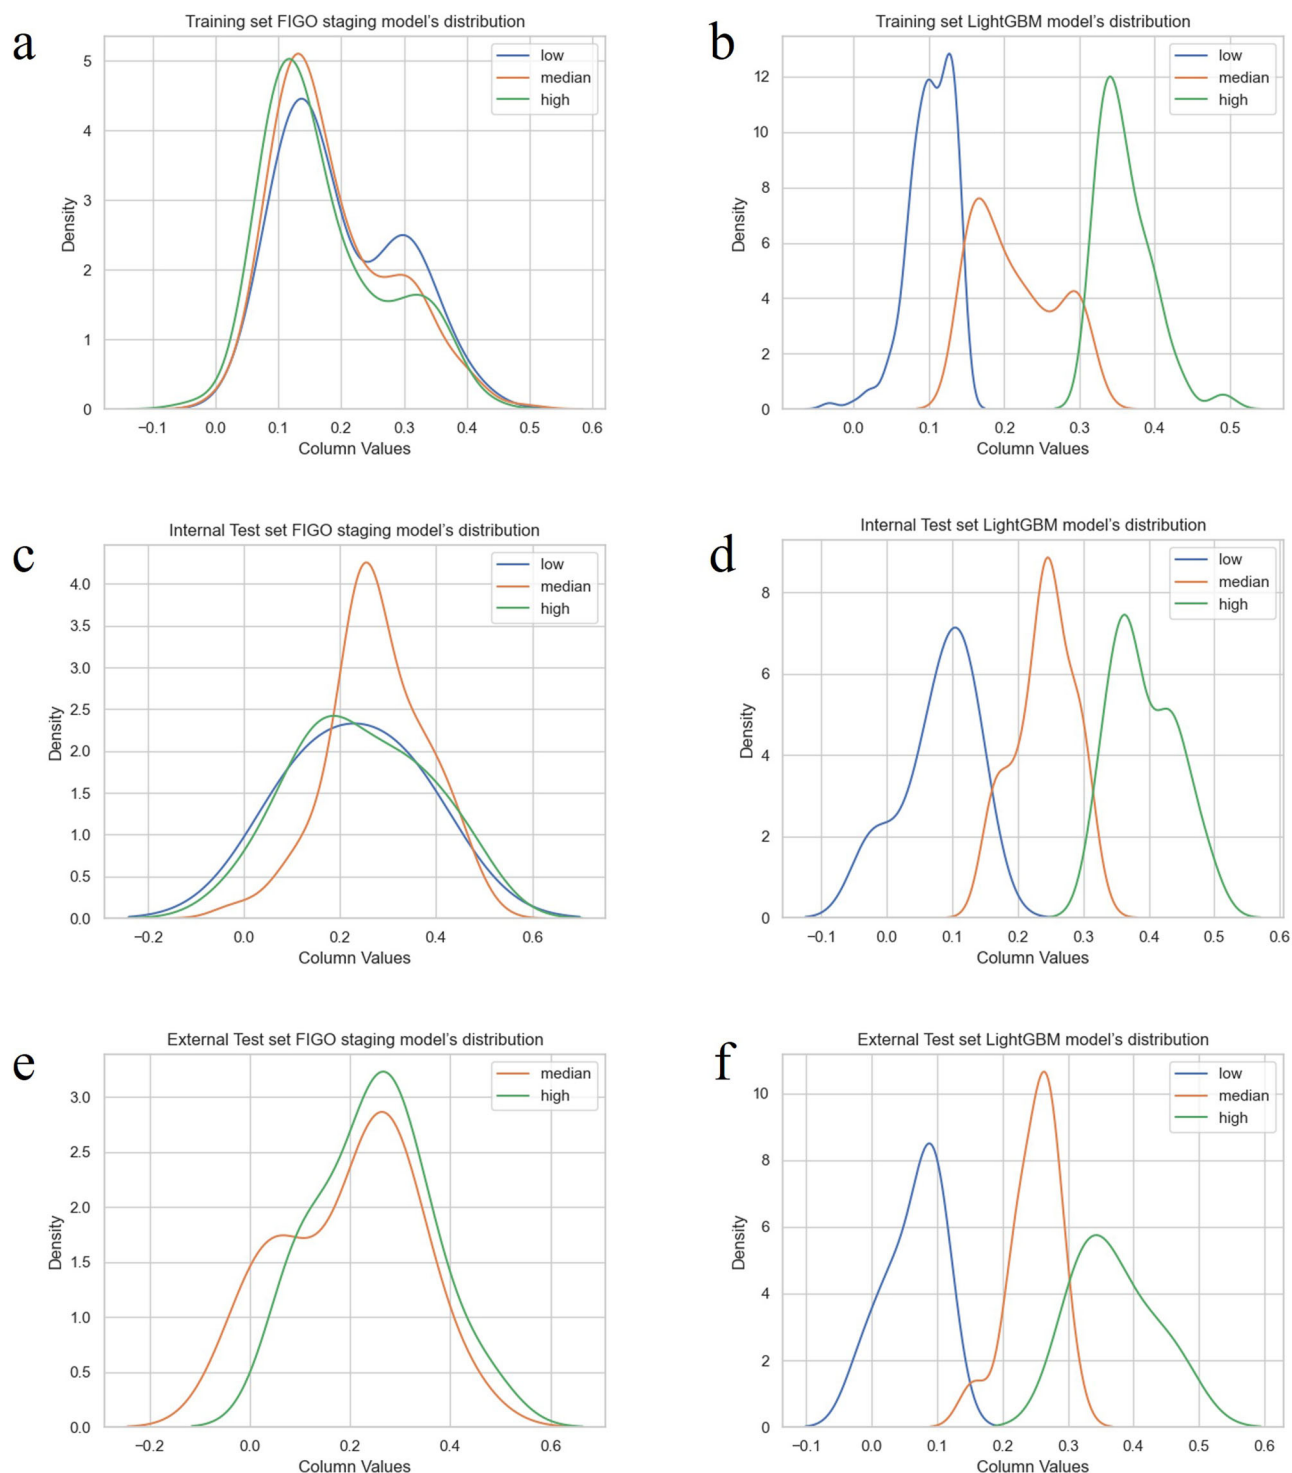 a
Training set FIGO staging model's distribution
low
median
high
Density
5
4
3
2
1
0
−0.1 0.0 0.1 0.2 0.3 0.4 0.5 0.6
Column Values
b
Training set LightGBM model's distribution
low
median
high
Density
12
10
8
6
4
2
0
0.0 0.1 0.2 0.3 0.4 0.5
Column Values
c
Internal Test set FIGO staging model's distribution
low
median
high
Density
4.0
3.5
3.0
2.5
2.0
1.5
1.0
0.5
0.0
−0.2 0.0 0.2 0.4 0.6
Column Values
d
Internal Test set LightGBM model's distribution
low
median
high
Density
8
6
4
2
0
−0.1 0.0 0.1 0.2 0.3 0.4 0.5 0.6
Column Values
e
External Test set FIGO staging model's distribution
median
high
Density
3.0
2.5
2.0
1.5
1.0
0.5
0.0
−0.2 0.0 0.2 0.4 0.6
Column Values
f
External Test set LightGBM model's distribution
low
median
high
Density
10
8
6
4
2
0
−0.1 0.0 0.1 0.2 0.3 0.4 0.5 0.6
Column Values